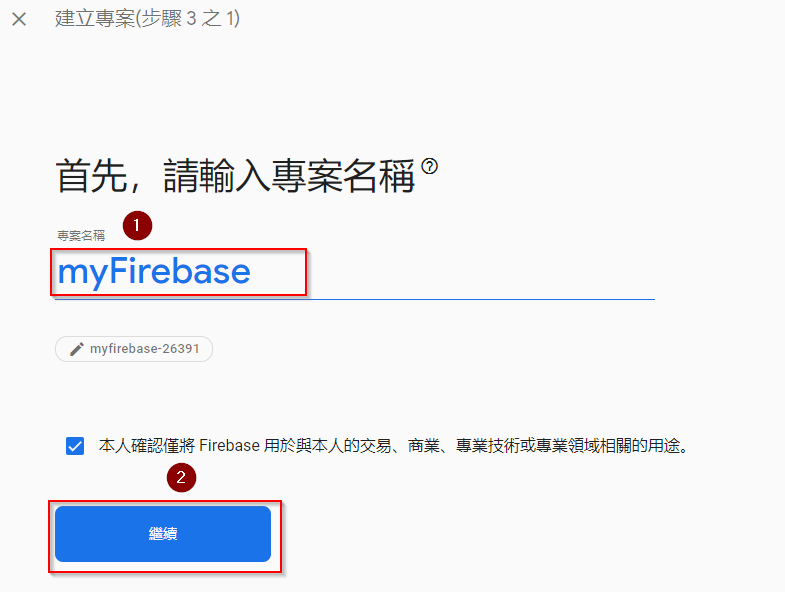 建立專案(步驟 3 之 1)
首先，請輸入專案名稱
1
專案名稱
myFirebase
myfirebase-26391
本人確認僅將 Firebase 用於與本人的交易、商業、專業技術或專業領域相關的用途。
2
繼續